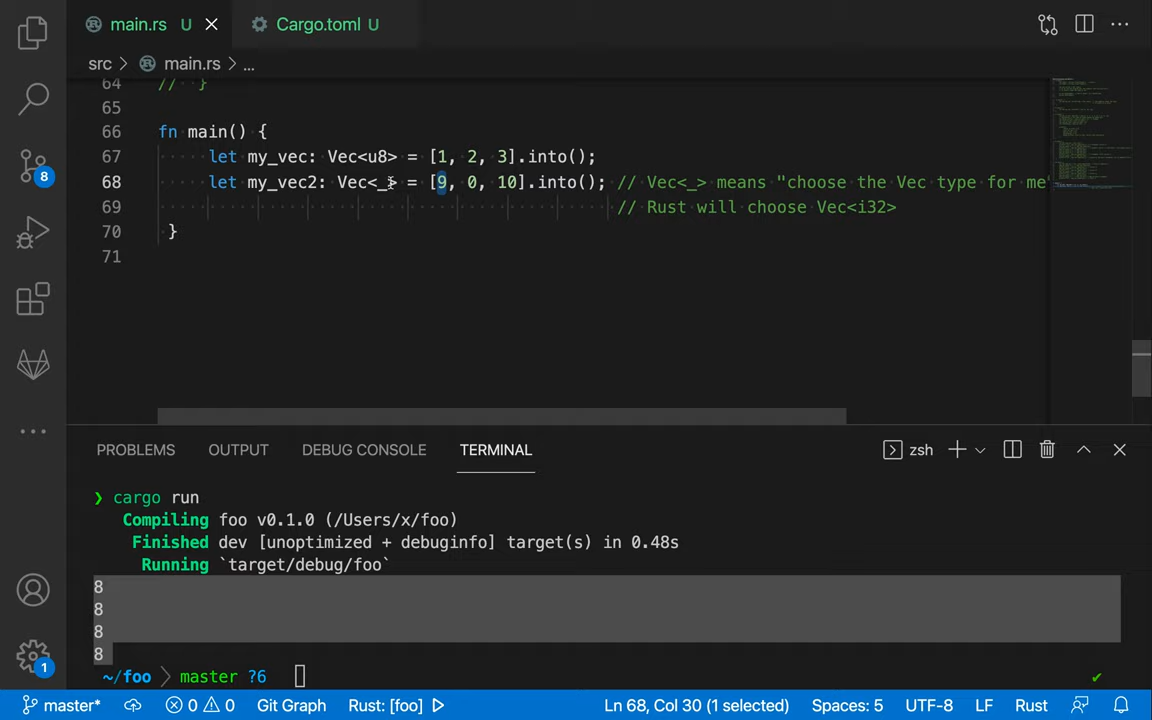 main.rs U Cargo.toml U
src > main.rs > ...
64 // }
65
66 fn main() {
67 let my_vec: Vec<u8> = [1, 2, 3].into();
68 let my_vec2: Vec<_> = [9, 0, 10].into(); // Vec<_> means "choose the Vec type for me
69 // Rust will choose Vec<i32>
70 }
71
8
PROBLEMS OUTPUT DEBUG CONSOLE TERMINAL zsh
❯ cargo run
Compiling foo v0.1.0 (/Users/x/foo)
Finished dev [unoptimized + debuginfo] target(s) in 0.48s
Running `target/debug/foo`
8
8
8
8
~/foo > master ?6 ✔
1
master* 0 0 Git Graph Rust: [foo] Ln 68, Col 30 (1 selected) Spaces: 5 UTF-8 LF Rust